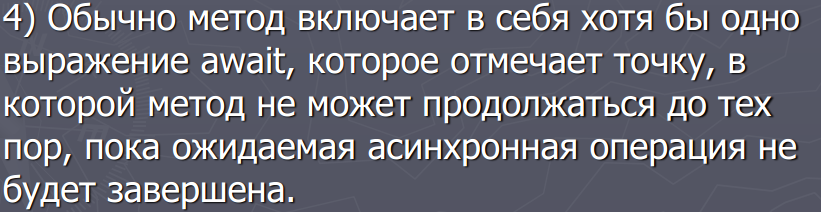 4) Обычно метод включает в себя хотя бы одно
выражение await, которое отмечает точку, в
которой метод не может продолжаться до тех
пор, пока ожидаемая асинхронная операция не
будет завершена.